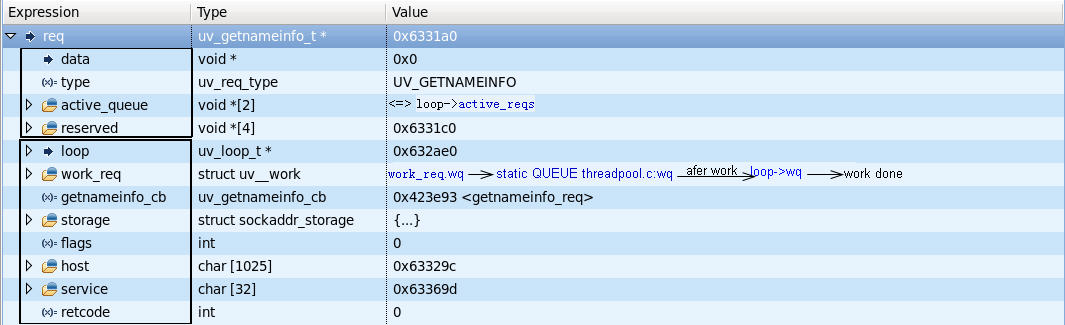 Expression Type Value
req uv_getnameinfo_t * 0x6331a0
data void * 0x0
(x)= type uv_req_type UV_GETNAMEINFO
active_queue void *[2] <=> loop->active_reqs
reserved void *[4] 0x6331c0
loop uv_loop_t * 0x632ae0
work_req struct uv__work work_req.wq static QUEUE threadpool.c:wq afer work loop->wq work done
(x)= getnameinfo_cb uv_getnameinfo_cb 0x423e93 <getnameinfo_req>
storage struct sockaddr_storage {...}
(x)= flags int 0
host char [1025] 0x63329c
service char [32] 0x63369d
(x)= retcode int 0